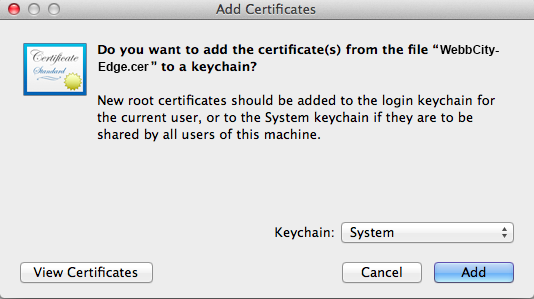 Add Certificates
Certificate
Standard
Do you want to add the certificate(s) from the file “WebbCity-
Edge.cer” to a keychain?
New root certificates should be added to the login keychain for
the current user, or to the System keychain if they are to be
shared by all users of this machine.
Keychain: System
View Certificates Cancel Add